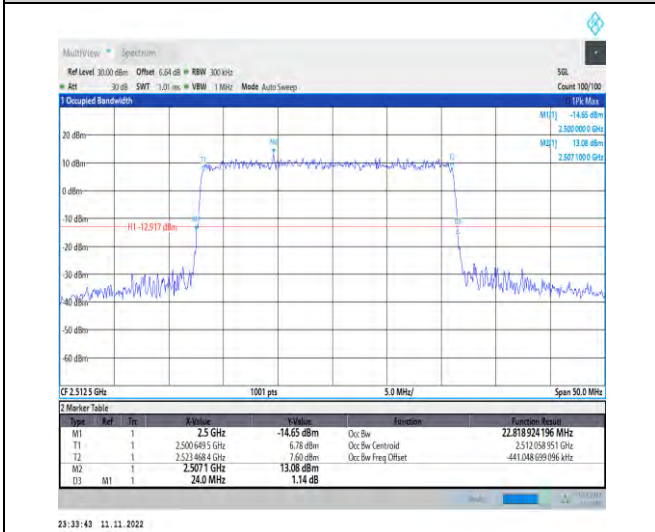 MultiView Spectrum
Ref Level 30.00 dBm Offset 6.64 dB RBW 300 kHz SGL
Att 30 dB SWT 1.01 ms VBW 1 MHz Mode Auto Sweep Count 100/100
1 Occupied Bandwidth 1Pk Max
M1[1] -14.65 dBm
2.500 000 0 GHz
20 dBm M2[1] 13.08 dBm
M2 2.507 100 0 GHz
T1 T2
10 dBm
0 dBm
-10 dBm
H1 -12.917 dBm
-20 dBm
-30 dBm
-40 dBm
-50 dBm
-60 dBm
CF 2.512 5 GHz 1001 pts 5.0 MHz/ Span 50.0 MHz
2 Marker Table
Type Ref Trc X-Value Y-Value Function Function Result
M1 1 2.5 GHz -14.65 dBm Occ Bw 22.818 924 196 MHz
T1 1 2.500 649 5 GHz 6.78 dBm Occ Bw Centroid 2.512 058 951 GHz
T2 1 2.523 468 4 GHz 7.60 dBm Occ Bw Freq Offset -441.048 699 096 kHz
M2 1 2.507 1 GHz 13.08 dBm
D3 M1 1 24.0 MHz 1.14 dB
23:33:43 11.11.2022